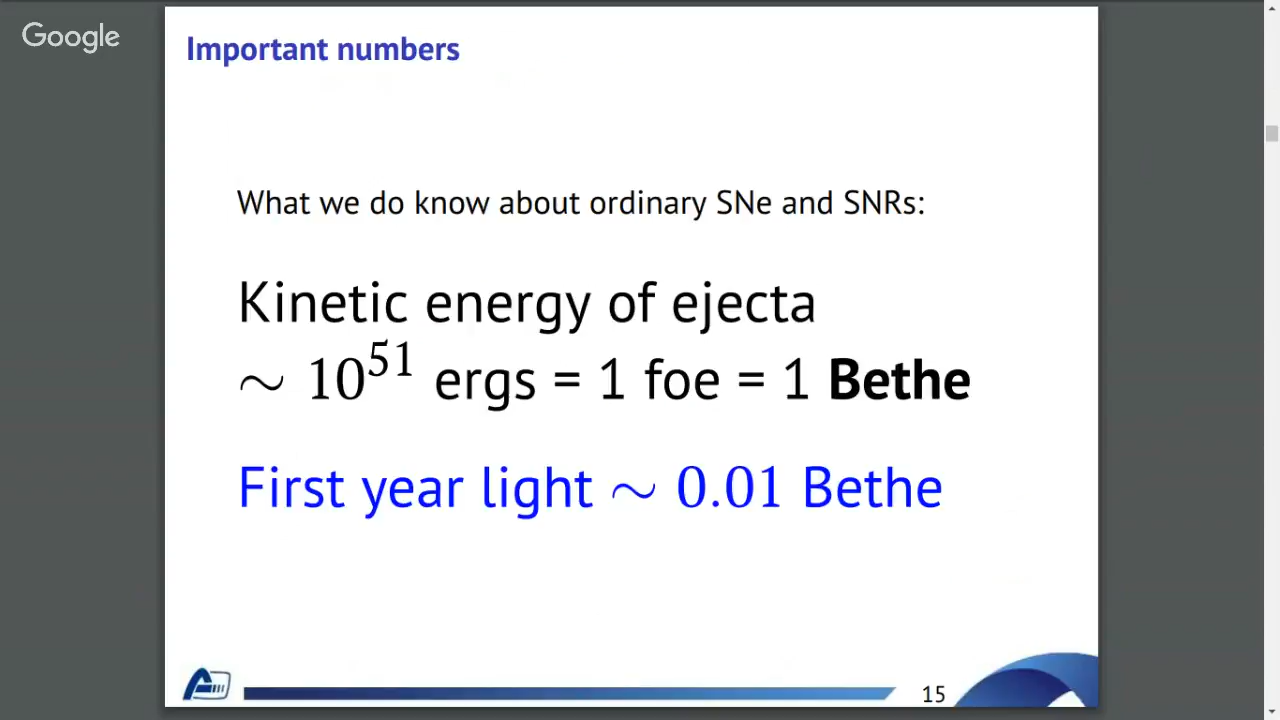 Google
Important numbers
What we do know about ordinary SNe and SNRs:
Kinetic energy of ejecta
∼ 10^51 ergs = 1 foe = 1 Bethe
First year light ∼ 0.01 Bethe
15